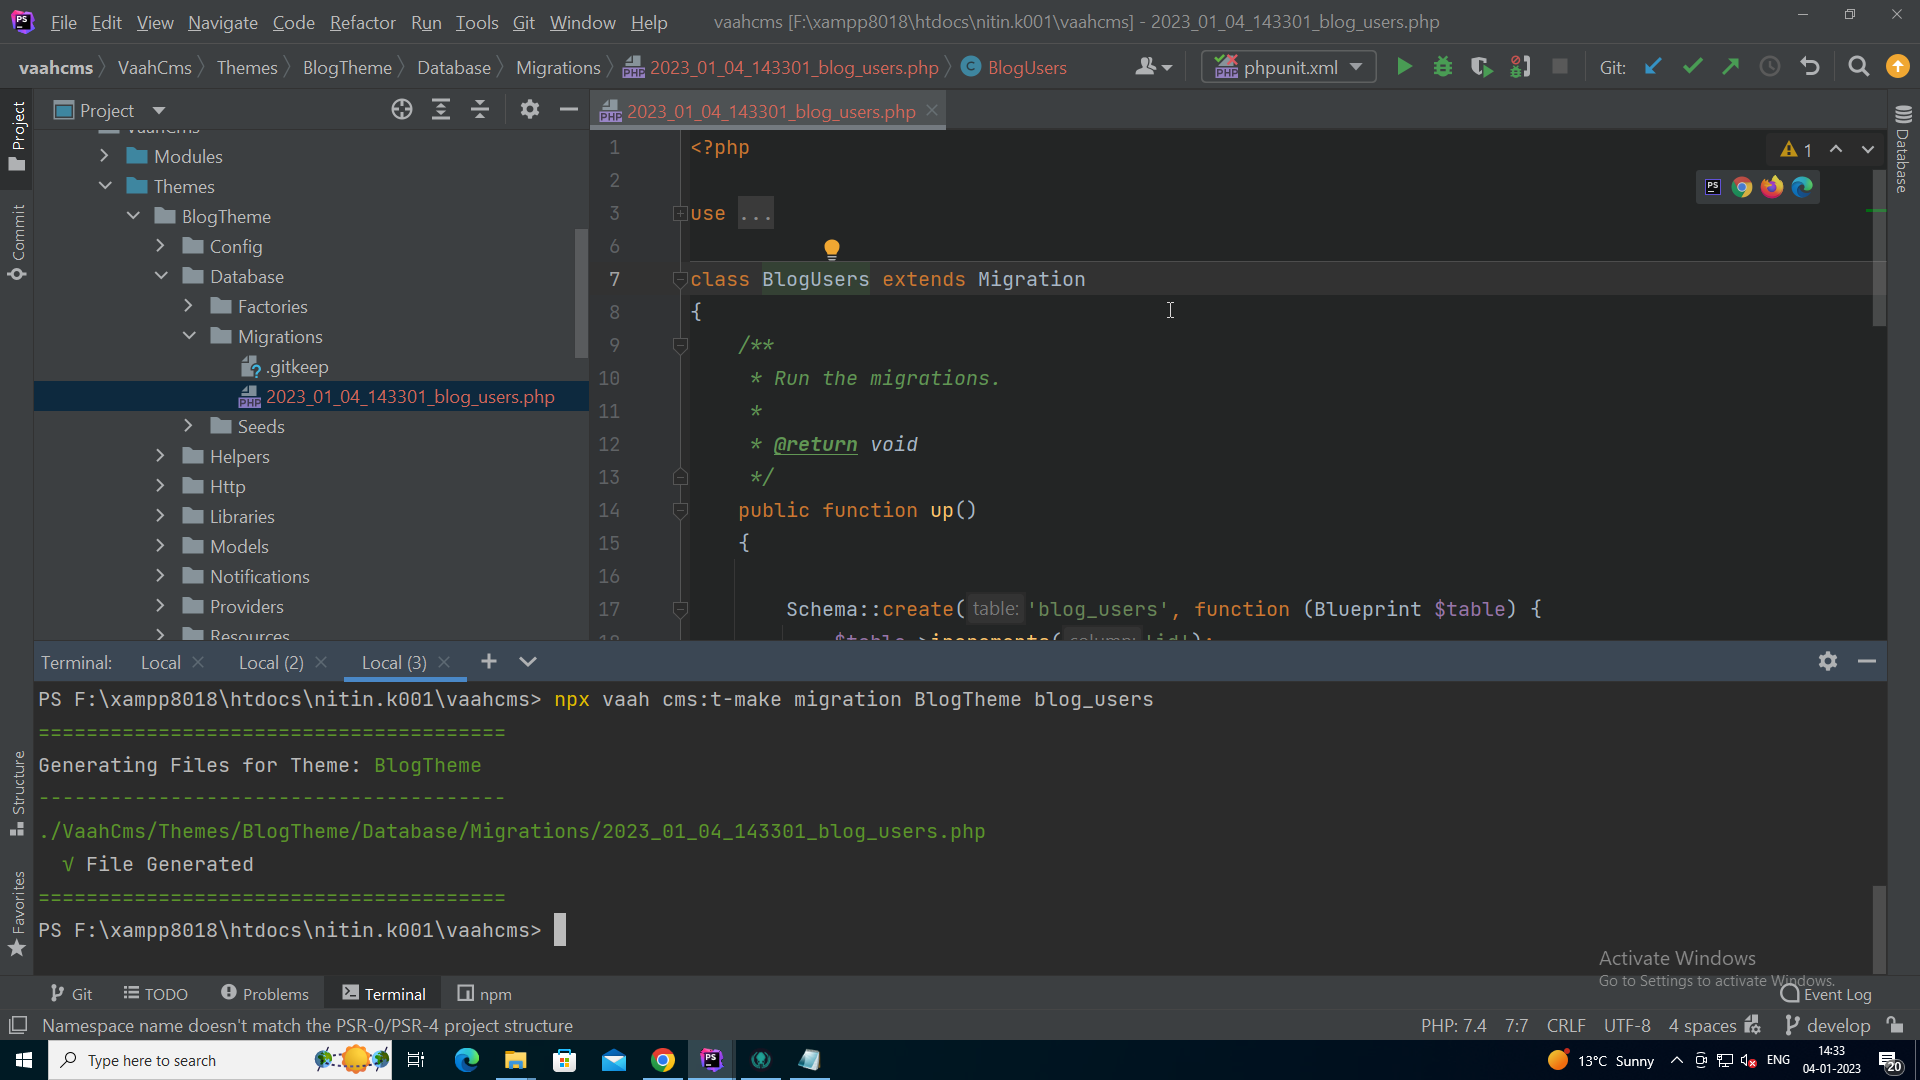 File Edit View Navigate Code Refactor Run Tools Git Window Help vaahcms [F:\xampp8018\htdocs\nitin.k001\vaahcms] - 2023_01_04_143301_blog_users.php
vaahcms VaahCms Themes BlogTheme Database Migrations 2023_01_04_143301_blog_users.php BlogUsers phpunit.xml Git:
Project
2023_01_04_143301_blog_users.php
Project
Commit
Structure
Favorites
Database
VaahCms
Modules
Themes
BlogTheme
Config
Database
Factories
Migrations
.gitkeep
2023_01_04_143301_blog_users.php
Seeds
Helpers
Http
Libraries
Models
Notifications
Providers
Resources
1 <?php
2
3 use ...
6
7 class BlogUsers extends Migration
8 {
9 /**
10 * Run the migrations.
11 *
12 * @return void
13 */
14 public function up()
15 {
16
17 Schema::create( table: 'blog_users', function (Blueprint $table) {
18 $table->increments( column: 'id');
1
Terminal: Local Local (2) Local (3)
PS F:\xampp8018\htdocs\nitin.k001\vaahcms> npx vaah cms:t-make migration BlogTheme blog_users
=======================================
Generating Files for Theme: BlogTheme
---------------------------------------
./VaahCms/Themes/BlogTheme/Database/Migrations/2023_01_04_143301_blog_users.php
√ File Generated
=======================================
PS F:\xampp8018\htdocs\nitin.k001\vaahcms>
Activate Windows
Go to Settings to activate Windows.
Git TODO Problems Terminal npm Event Log
Namespace name doesn't match the PSR-0/PSR-4 project structure PHP: 7.4 7:7 CRLF UTF-8 4 spaces develop
Type here to search 13°C Sunny ENG 14:33
04-01-2023 20